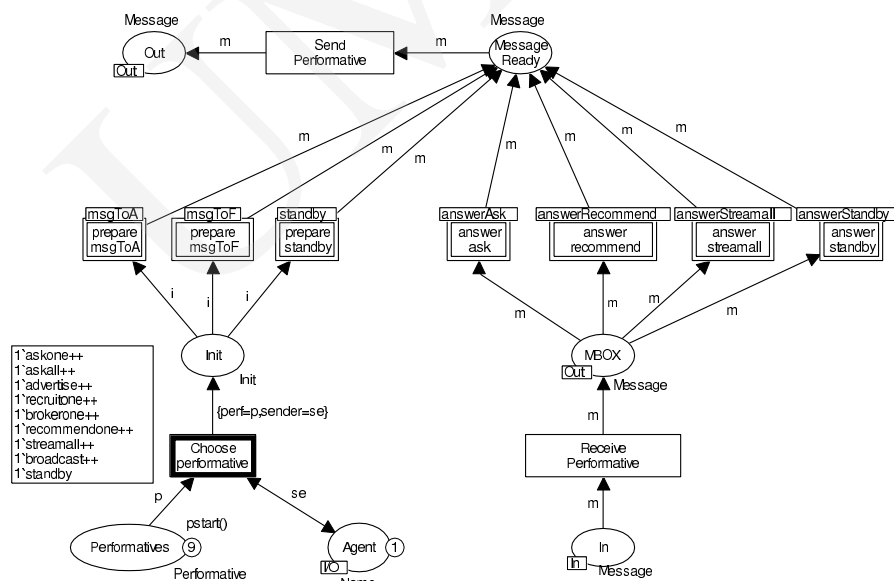 Message
Message
Out
Out
m
Send
Performative
m
Message
Ready
m
m
m
m
m
m
m
msgToA
prepare
msgToA
msgToF
prepare
msgToF
standby
prepare
standby
answerAsk
answer
ask
answerRecommend
answer
recommend
answerStreamall
answer
streamall
answerStandby
answer
standby
i
i
i
m
m
m
m
Init
Init
MBOX
Out
Message
1`askone++
1`askall++
1`advertise++
1`recruitone++
1`brokerone++
1`recommendone++
1`streamall++
1`broadcast++
1`standby
{perf=p,sender=se}
m
Choose
performative
Receive
Performative
p
se
m
pstart()
Performatives
9
Performative
Agent
1
I/O
Name
In
In
Message